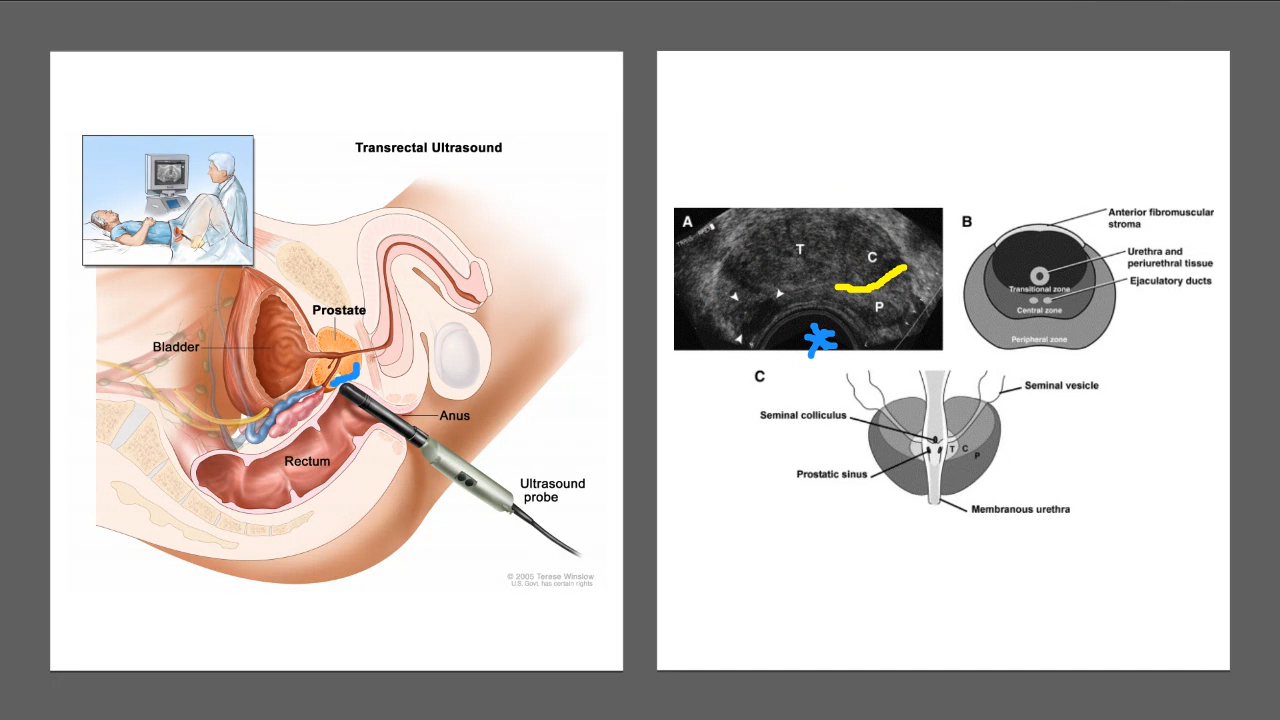 Transrectal Ultrasound
Prostate
Bladder
Anus
Rectum
Ultrasound
probe
© 2005 Terese Winslow
U.S. Govt. has certain rights
A
T
C
P
B
Anterior fibromuscular
stroma
Urethra and
periurethral tissue
Ejaculatory ducts
Transitional zone
Central zone
Peripheral zone
C
Seminal vesicle
Seminal colliculus
T C P
Prostatic sinus
Membranous urethra